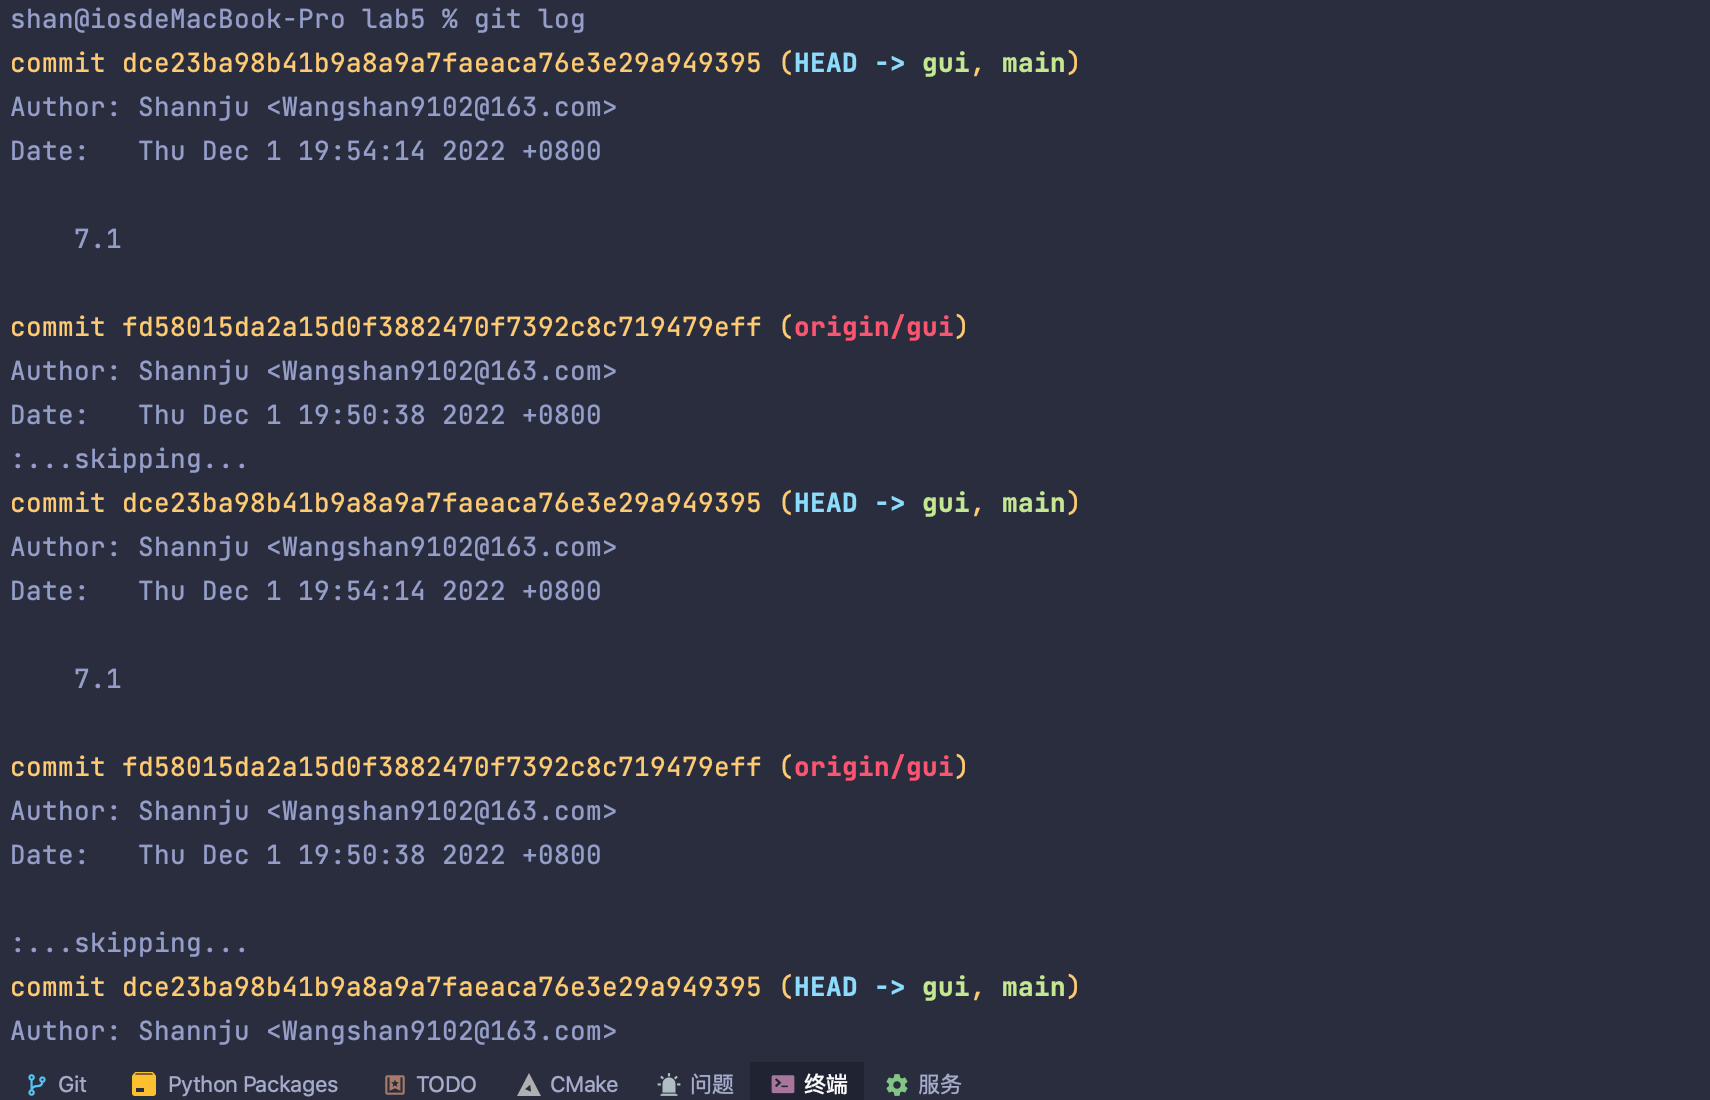 shan@iosdeMacBook-Pro lab5 % git log
commit dce23ba98b41b9a8a9a7faeaca76e3e29a949395 (HEAD -> gui, main)
Author: Shannju <Wangshan9102@163.com>
Date:   Thu Dec 1 19:54:14 2022 +0800
    7.1
commit fd58015da2a15d0f3882470f7392c8c719479eff (origin/gui)
Author: Shannju <Wangshan9102@163.com>
Date:   Thu Dec 1 19:50:38 2022 +0800
:...skipping...
commit dce23ba98b41b9a8a9a7faeaca76e3e29a949395 (HEAD -> gui, main)
Author: Shannju <Wangshan9102@163.com>
Date:   Thu Dec 1 19:54:14 2022 +0800
    7.1
commit fd58015da2a15d0f3882470f7392c8c719479eff (origin/gui)
Author: Shannju <Wangshan9102@163.com>
Date:   Thu Dec 1 19:50:38 2022 +0800
:...skipping...
commit dce23ba98b41b9a8a9a7faeaca76e3e29a949395 (HEAD -> gui, main)
Author: Shannju <Wangshan9102@163.com>
Git Python Packages TODO CMake 问题 终端 服务